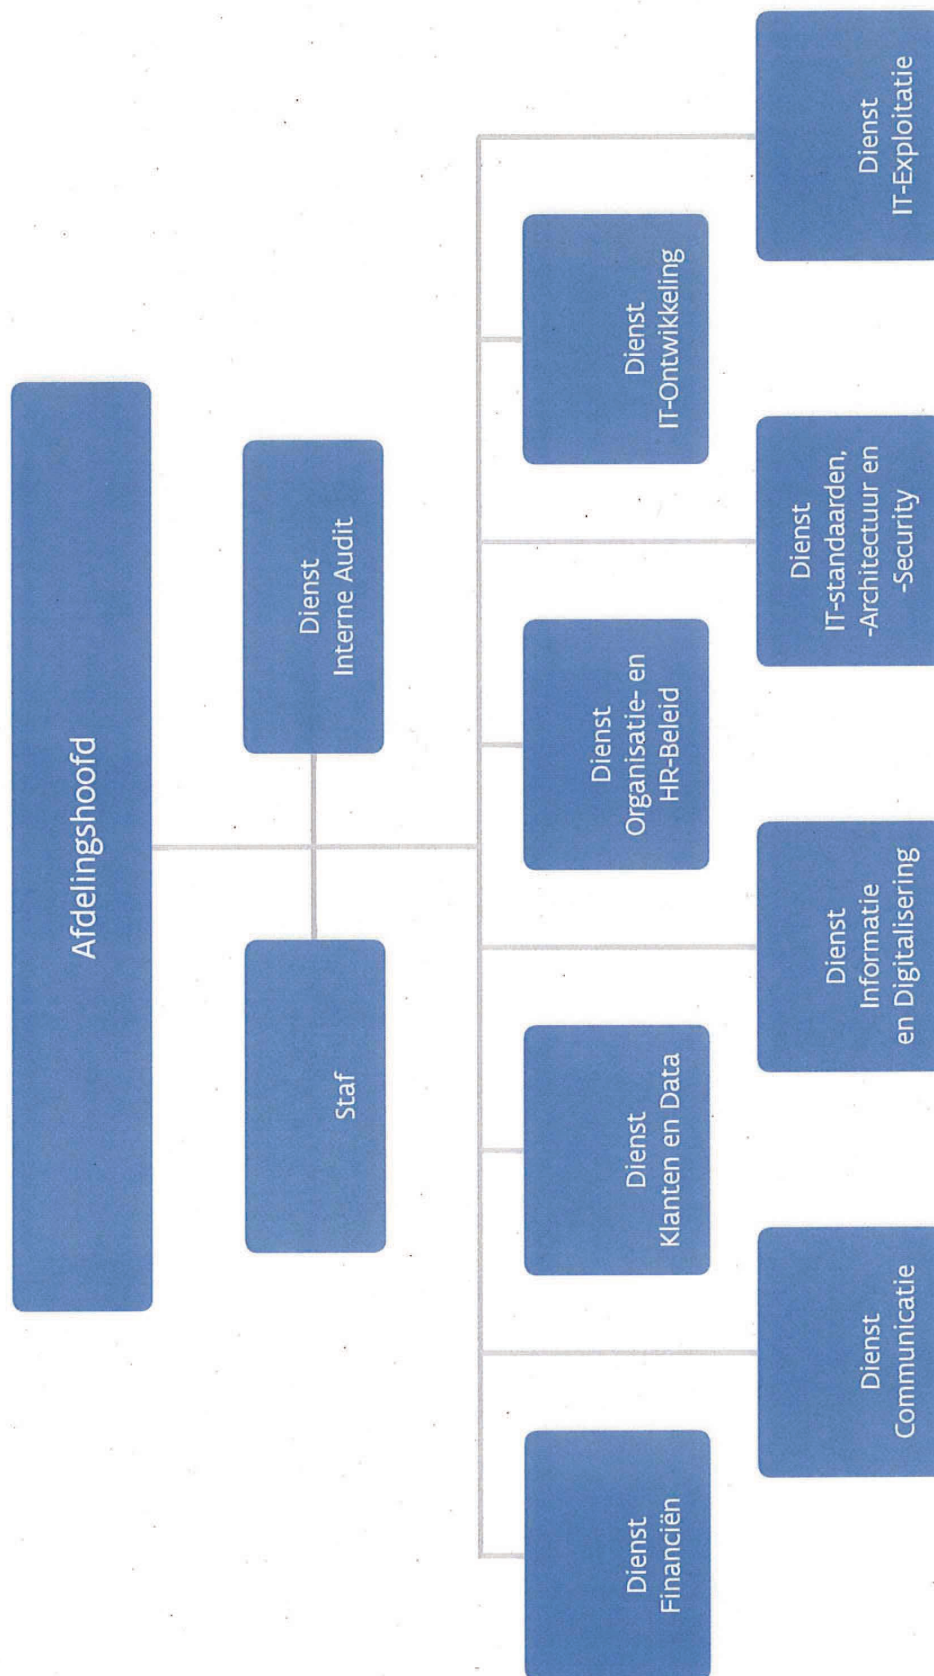 Afdelingshoofd
Staf
Dienst
Interne Audit
Dienst
Financiën
Dienst
Klanten en Data
Dienst
Organisatie- en
HR-Beleid
Dienst
IT-Ontwikkeling
Dienst
Communicatie
Dienst
Informatie
en Digitalisering
Dienst
IT-standaarden,
-Architectuur en
-Security
Dienst
IT-Exploitatie